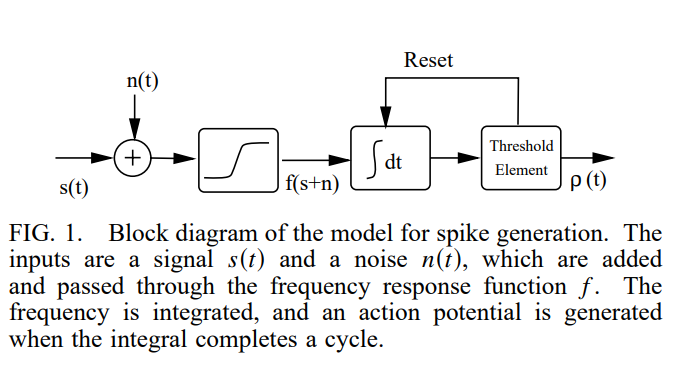 Reset
n(t)
+
s(t)
f(s+n)
∫ dt
Threshold
Element
ρ(t)
FIG. 1. Block diagram of the model for spike generation. The
inputs are a signal s(t) and a noise n(t), which are added
and passed through the frequency response function f. The
frequency is integrated, and an action potential is generated
when the integral completes a cycle.